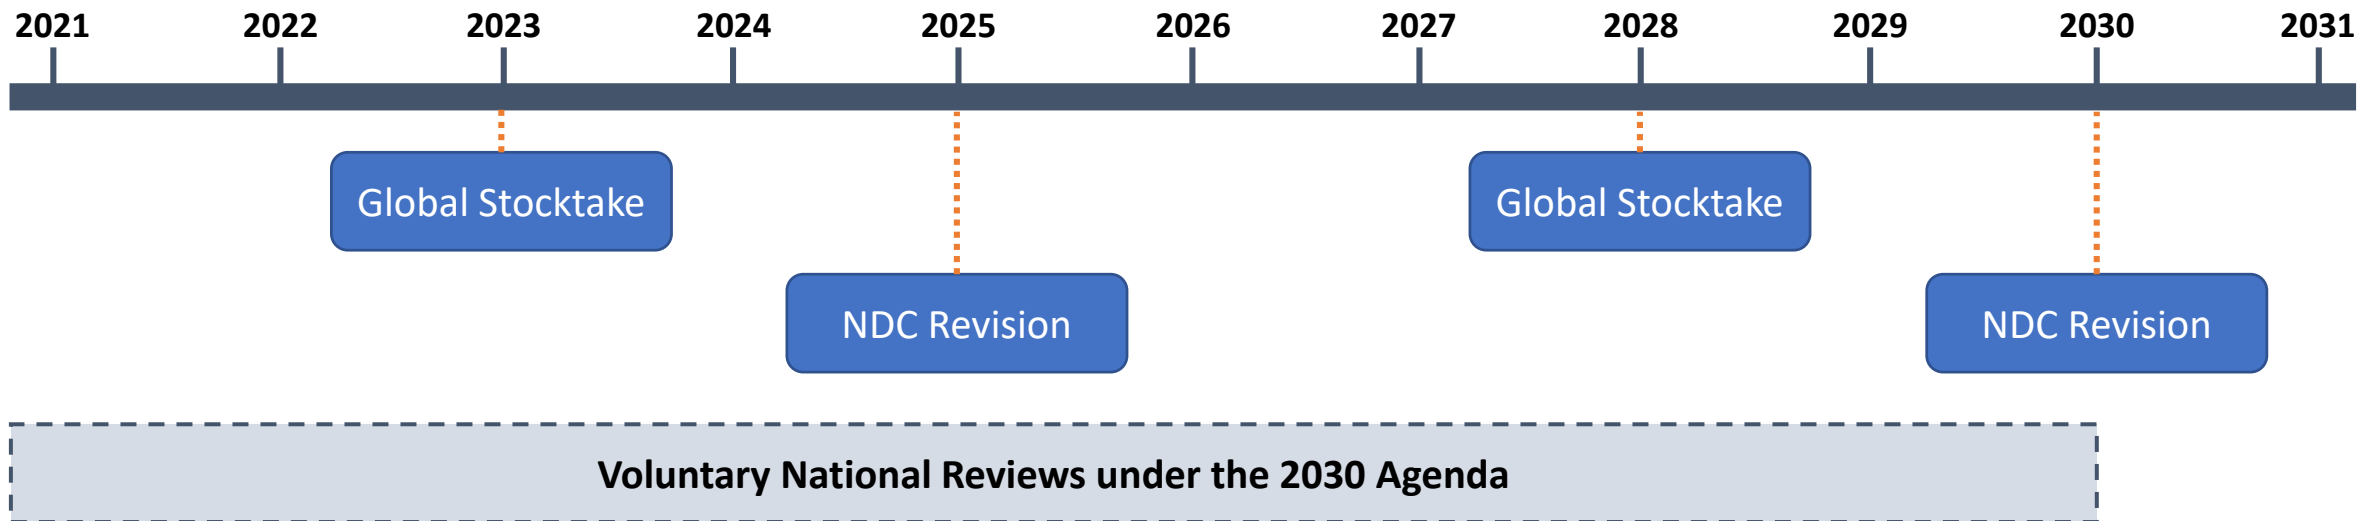 2021 2022 2023 2024 2025 2026 2027 2028 2029 2030 2031
Global Stocktake Global Stocktake
NDC Revision NDC Revision
Voluntary National Reviews under the 2030 Agenda